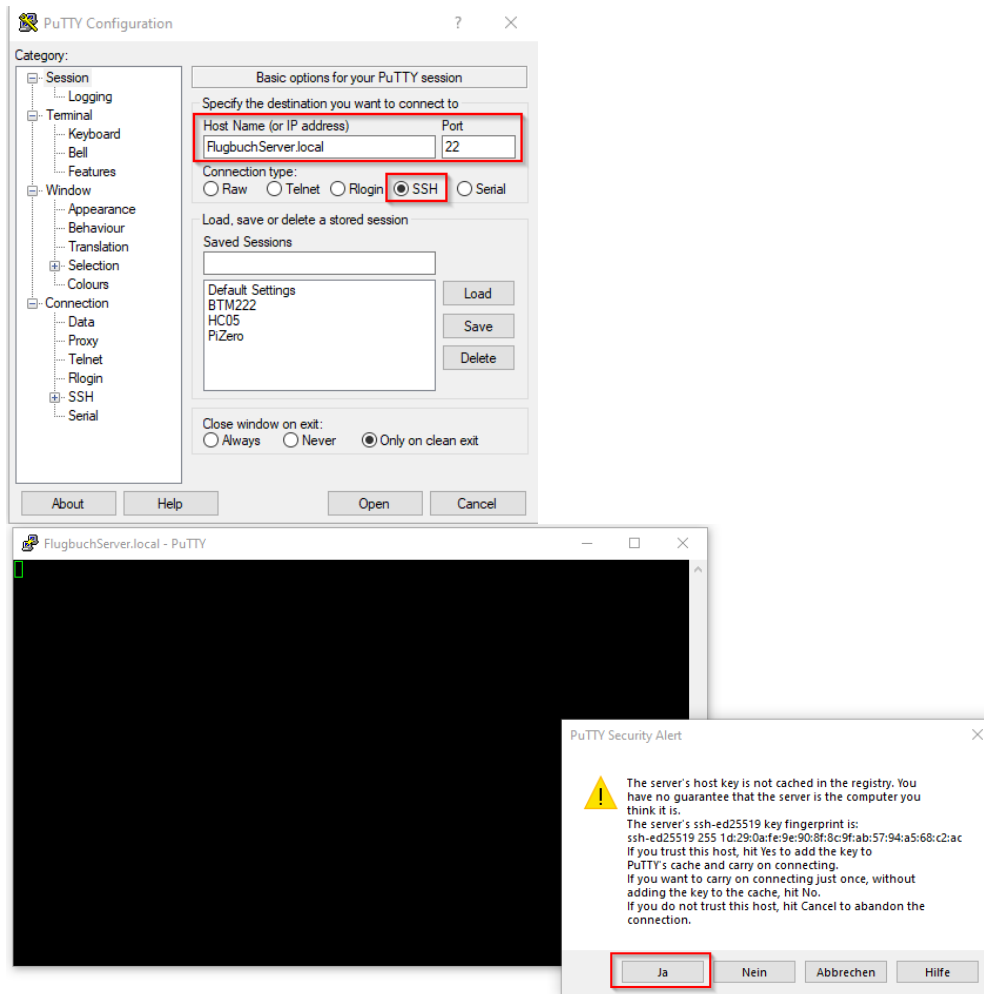 PuTTY Configuration
Category:
Session
Logging
Terminal
Keyboard
Bell
Features
Window
Appearance
Behaviour
Translation
Selection
Colours
Connection
Data
Proxy
Telnet
Rlogin
SSH
Serial
Basic options for your PuTTY session
Specify the destination you want to connect to
Host Name (or IP address) Port
FlugbuchServer.local 22
Connection type:
Raw Telnet Rlogin SSH Serial
Load, save or delete a stored session
Saved Sessions
Default Settings
BTM222
HC05
PiZero
Load
Save
Delete
Close window on exit:
Always Never Only on clean exit
About Help Open Cancel
FlugbuchServer.local - PuTTY
PuTTY Security Alert
The server's host key is not cached in the registry. You
have no guarantee that the server is the computer you
think it is.
The server's ssh-ed25519 key fingerprint is:
ssh-ed25519 255 1d:29:0a:fe:9e:90:8f:8c:9f:ab:57:94:a5:68:c2:ac
If you trust this host, hit Yes to add the key to
PuTTY's cache and carry on connecting.
If you want to carry on connecting just once, without
adding the key to the cache, hit No.
If you do not trust this host, hit Cancel to abandon the
connection.
Ja Nein Abbrechen Hilfe